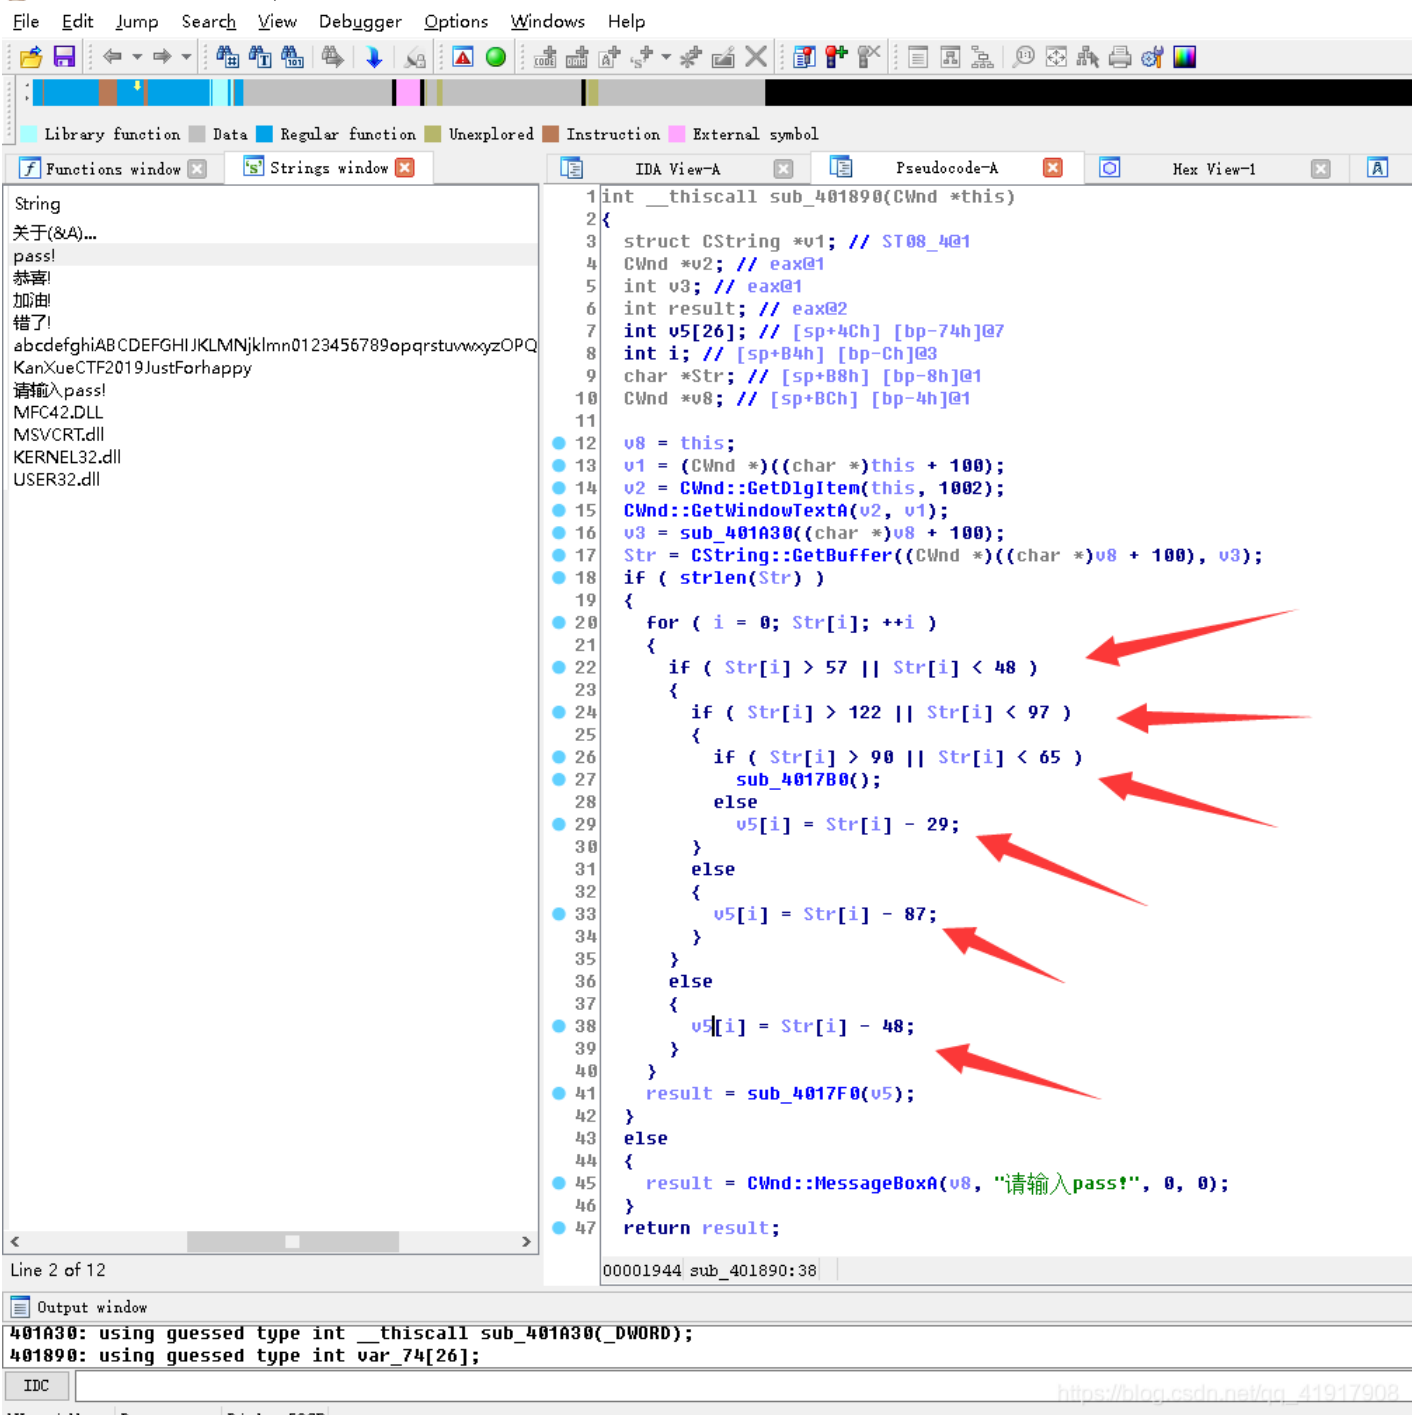 File Edit Jump Search View Debugger Options Windows Help
Library function Data Regular function Unexplored Instruction External symbol
Functions window Strings window IDA View-A Pseudocode-A Hex View-1
String
关于(&A)...
pass!
恭喜!
加油!
错了!
abcdefghiABCDEFGHIJKLMNjklmn0123456789opqrstuvwxyzOPQ
KanXueCTF2019JustForhappy
请输入pass!
MFC42.DLL
MSVCRT.dll
KERNEL32.dll
USER32.dll
Line 2 of 12
1 int __thiscall sub_401890(CWnd *this)
2 {
3 struct CString *v1; // ST08_4@1
4 CWnd *v2; // eax@1
5 int v3; // eax@1
6 int result; // eax@2
7 int v5[26]; // [sp+4Ch] [bp-74h]@7
8 int i; // [sp+B4h] [bp-Ch]@3
9 char *Str; // [sp+B8h] [bp-8h]@1
10 CWnd *v8; // [sp+BCh] [bp-4h]@1
11
12 v8 = this;
13 v1 = (CWnd *)((char *)this + 100);
14 v2 = CWnd::GetDlgItem(this, 1002);
15 CWnd::GetWindowTextA(v2, v1);
16 v3 = sub_401A30((char *)v8 + 100);
17 Str = CString::GetBuffer((CWnd *)((char *)v8 + 100), v3);
18 if ( strlen(Str) )
19 {
20 for ( i = 0; Str[i]; ++i )
21 {
22 if ( Str[i] > 57 || Str[i] < 48 )
23 {
24 if ( Str[i] > 122 || Str[i] < 97 )
25 {
26 if ( Str[i] > 90 || Str[i] < 65 )
27 sub_4017B0();
28 else
29 v5[i] = Str[i] - 29;
30 }
31 else
32 {
33 v5[i] = Str[i] - 87;
34 }
35 }
36 else
37 {
38 v5[i] = Str[i] - 48;
39 }
40 }
41 result = sub_4017F0(v5);
42 }
43 else
44 {
45 result = CWnd::MessageBoxA(v8, "请输入pass!", 0, 0);
46 }
47 return result;
00001944 sub_401890:38
Output window
401A30: using guessed type int __thiscall sub_401A30(_DWORD);
401890: using guessed type int var_74[26];
IDC
https://blog.csdn.net/qq_41917908